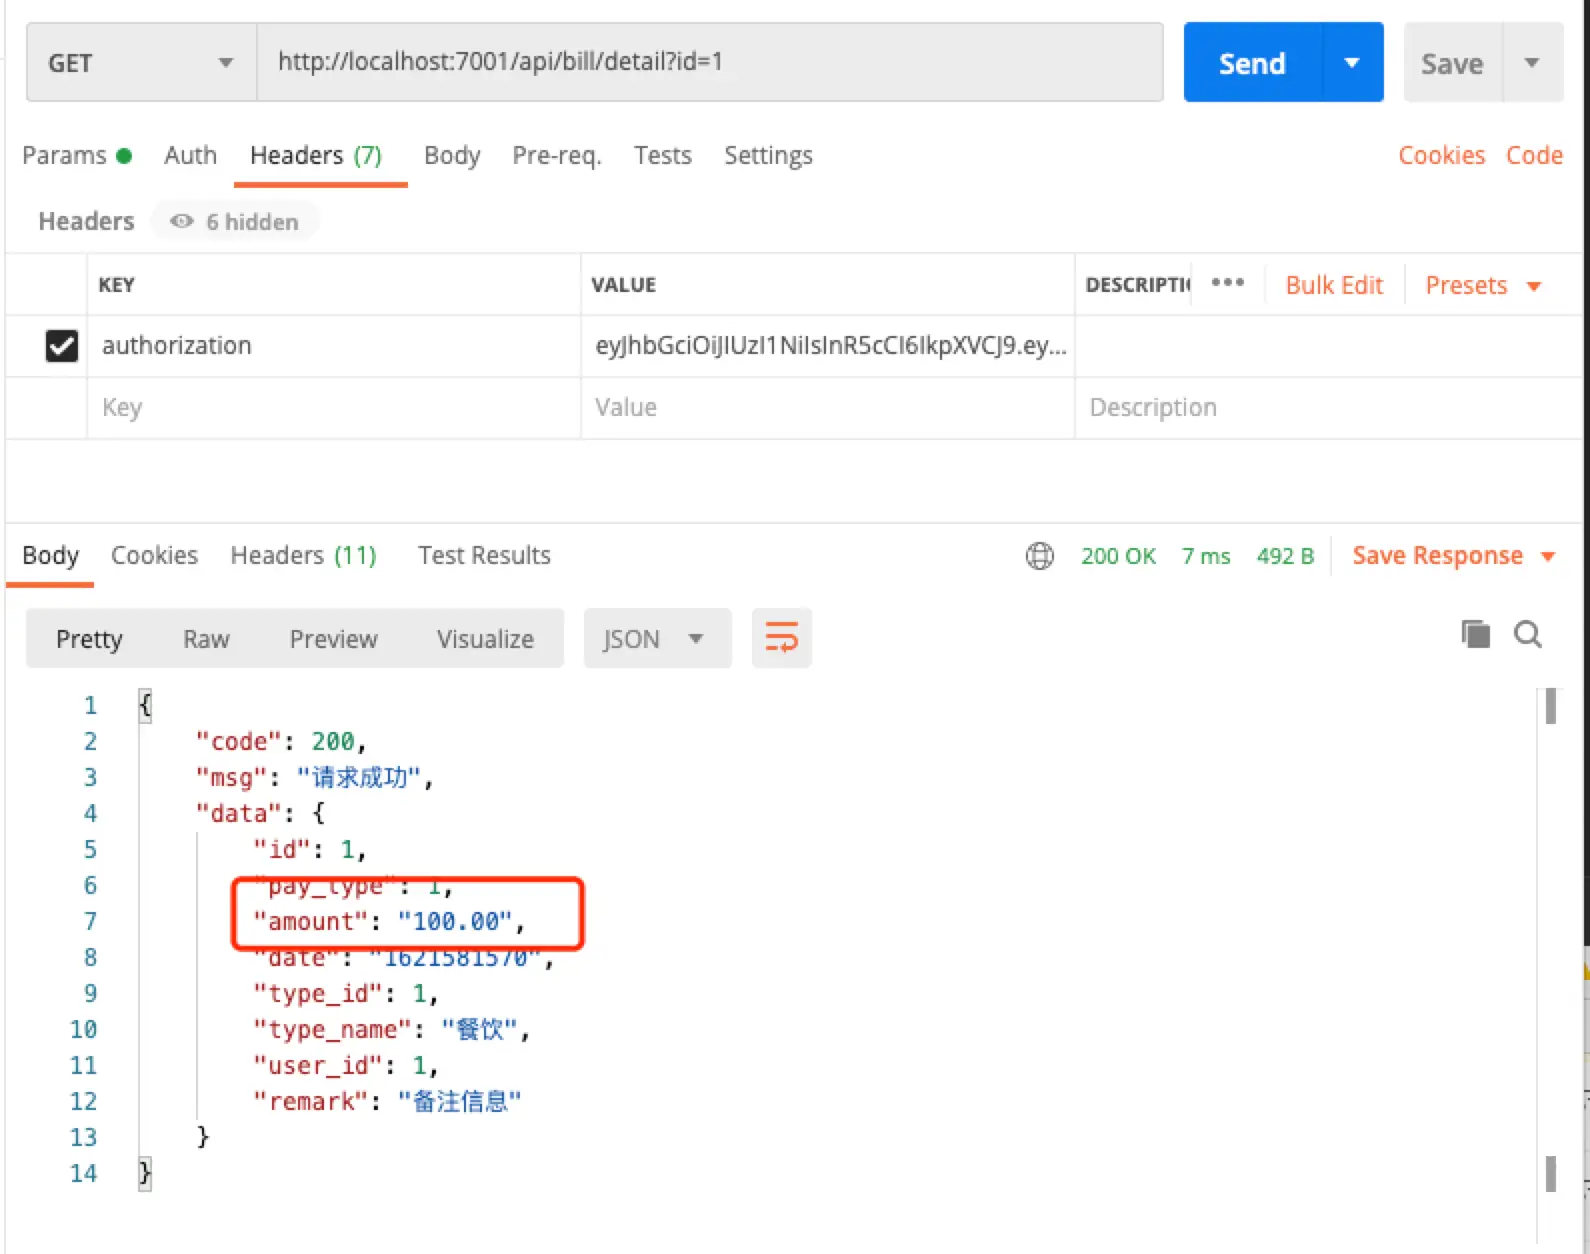 GET http://localhost:7001/api/bill/detail?id=1 Send Save
Params Auth Headers (7) Body Pre-req. Tests Settings Cookies Code
Headers 6 hidden
KEY VALUE DESCRIPTI ••• Bulk Edit Presets
authorization eyJhbGciOiJIUzI1NiIsInR5cCI6IkpXVCJ9.ey...
Key Value Description
Body Cookies Headers (11) Test Results 200 OK 7 ms 492 B Save Response
Pretty Raw Preview Visualize JSON
1 {
2 "code": 200,
3 "msg": "请求成功",
4 "data": {
5 "id": 1,
6 "pay_type": 1,
7 "amount": "100.00",
8 "date": "1621581570",
9 "type_id": 1,
10 "type_name": "餐饮",
11 "user_id": 1,
12 "remark": "备注信息"
13 }
14 }